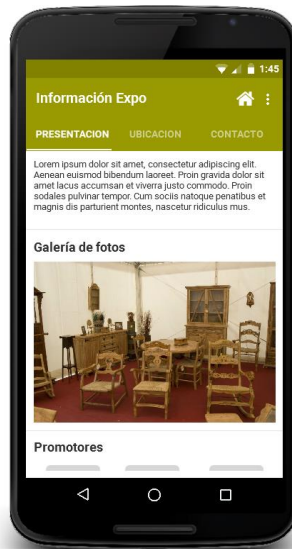 1:45
Información Expo
PRESENTACION UBICACION CONTACTO
Lorem ipsum dolor sit amet, consectetur adipiscing elit.
Aenean euismod bibendum laoreet. Proin gravida dolor sit
amet lacus accumsan et viverra justo commodo. Proin
sodales pulvinar tempor. Cum sociis natoque penatibus et
magnis dis parturient montes, nascetur ridiculus mus.
Galería de fotos
Promotores